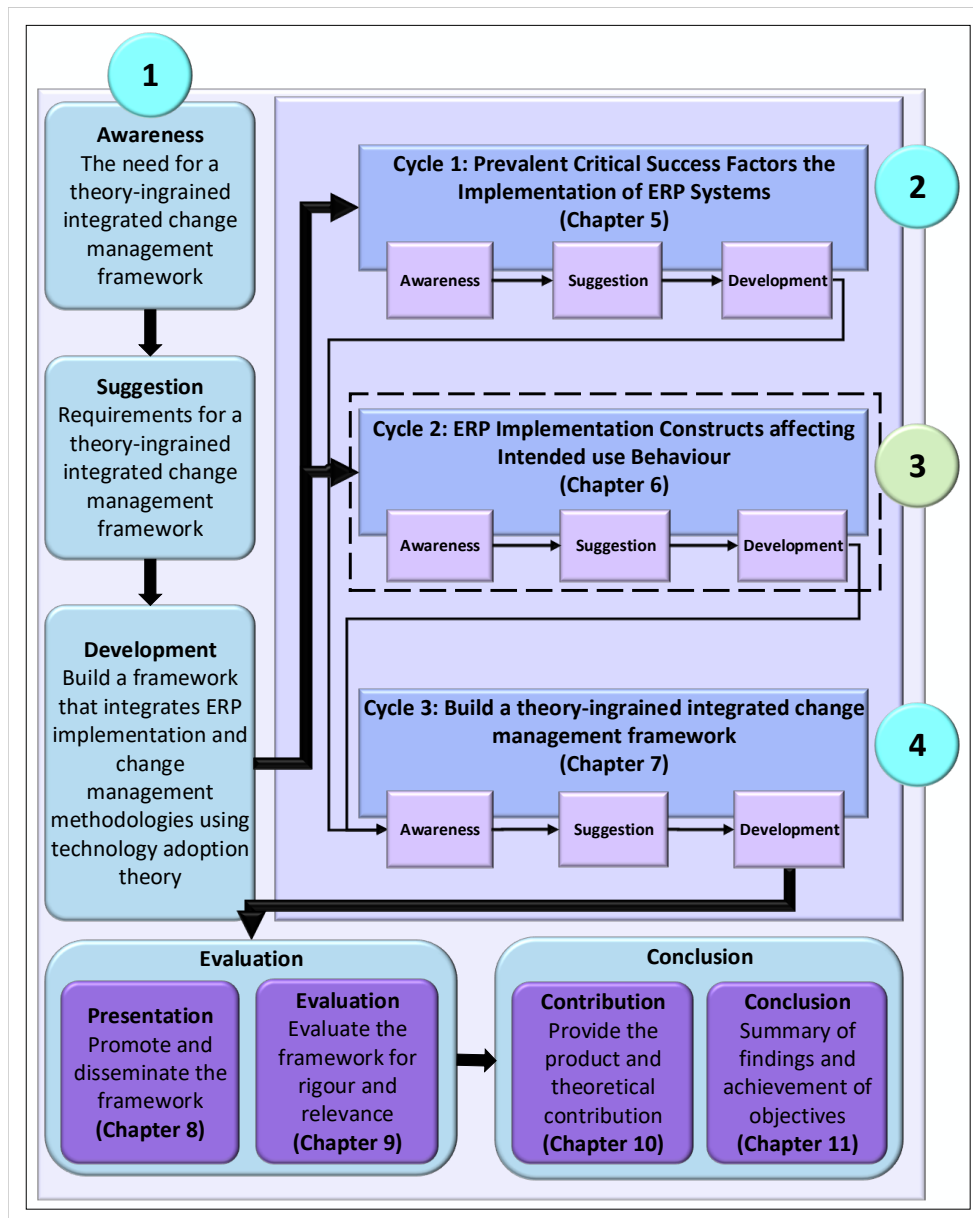 1
Awareness
The need for a
theory-ingrained
integrated change
management
framework
Suggestion
Requirements for a
theory-ingrained
integrated change
management
framework
Development
Build a framework
that integrates ERP
implementation and
change
management
methodologies using
technology adoption
theory
2
Cycle 1: Prevalent Critical Success Factors the
Implementation of ERP Systems
(Chapter 5)
Awareness
Suggestion
Development
3
Cycle 2: ERP Implementation Constructs affecting
Intended use Behaviour
(Chapter 6)
Awareness
Suggestion
Development
4
Cycle 3: Build a theory-ingrained integrated change
management framework
(Chapter 7)
Awareness
Suggestion
Development
Evaluation
Presentation
Promote and
disseminate the
framework
(Chapter 8)
Evaluation
Evaluate the
framework for
rigour and
relevance
(Chapter 9)
Conclusion
Contribution
Provide the
product and
theoretical
contribution
(Chapter 10)
Conclusion
Summary of
findings and
achievement of
objectives
(Chapter 11)